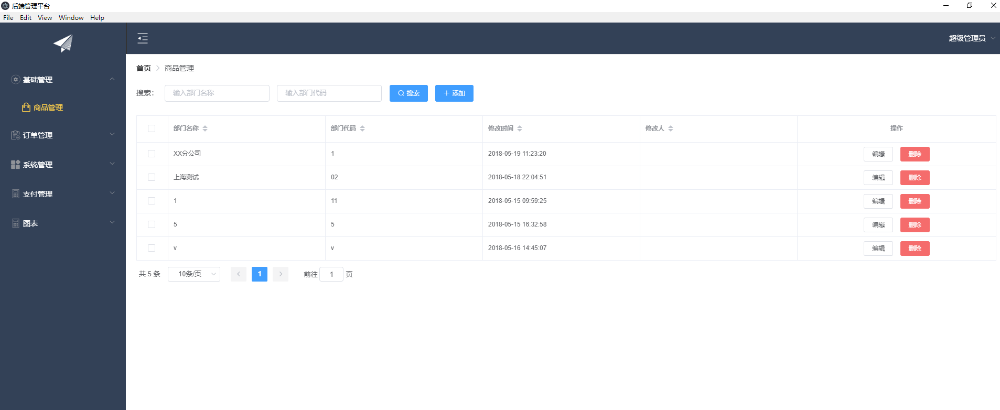 后端管理平台
File Edit View Window Help
超级管理员
基础管理
商品管理
订单管理
系统管理
支付管理
图表
首页 商品管理
搜索： 输入部门名称 输入部门代码 搜索 添加
部门名称 部门代码 修改时间 修改人 操作
XX分公司 1 2018-05-19 11:23:20 编辑 删除
上海测试 02 2018-05-18 22:04:51 编辑 删除
1 11 2018-05-15 09:59:25 编辑 删除
5 5 2018-05-15 16:32:58 编辑 删除
v v 2018-05-16 14:45:07 编辑 删除
共 5 条 10条/页 1 前往 1 页